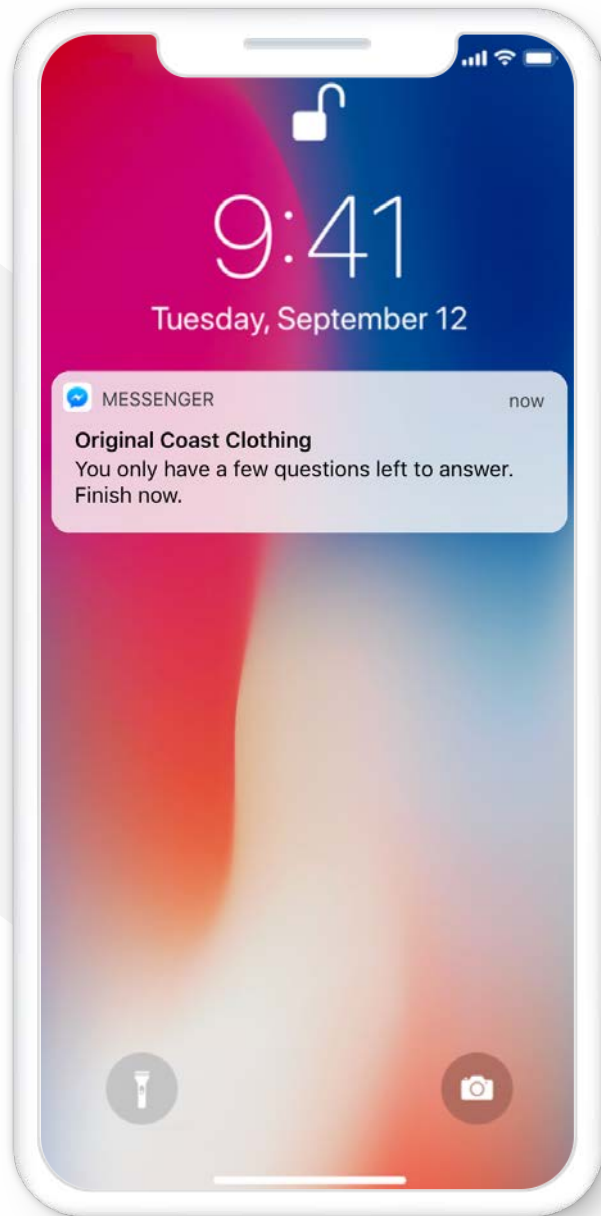 9:41
Tuesday, September 12
MESSENGER now
Original Coast Clothing
You only have a few questions left to answer.
Finish now.